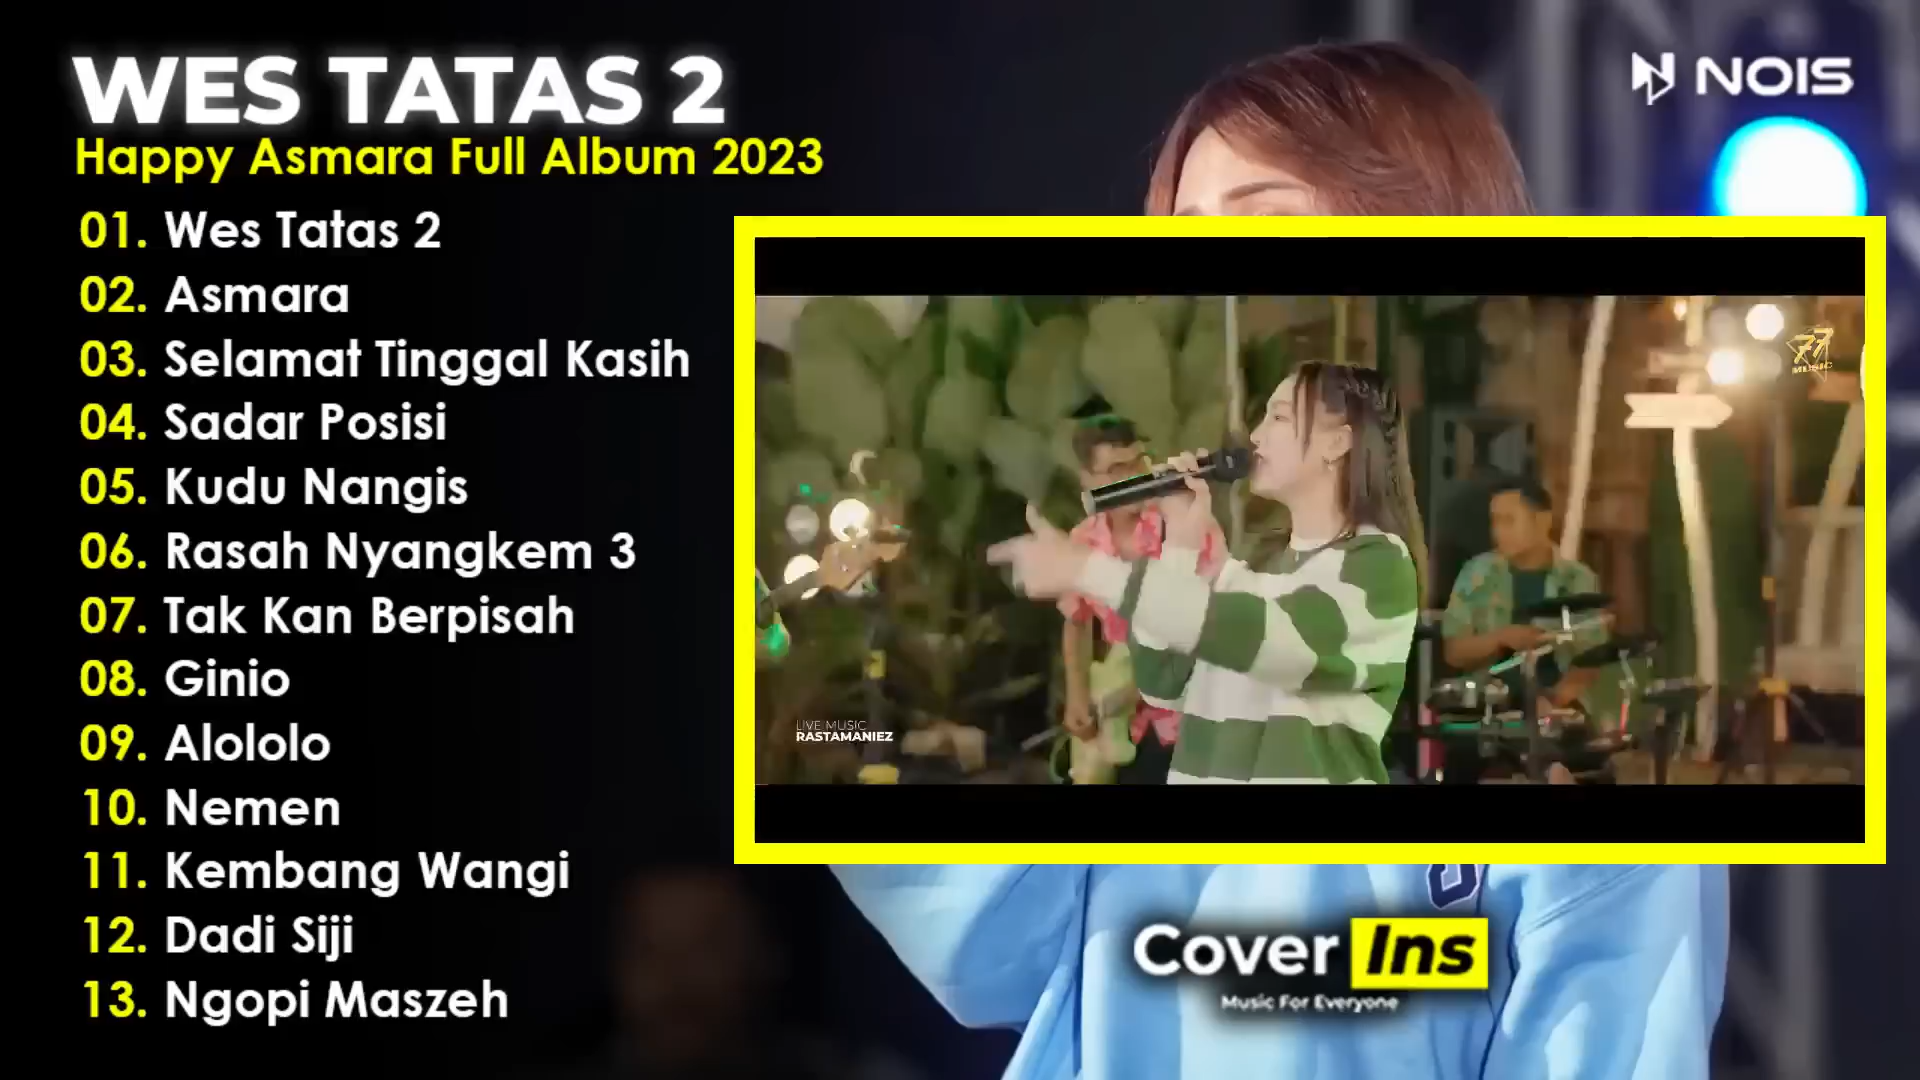 WES TATAS 2
Happy Asmara Full Album 2023
01. Wes Tatas 2
02. Asmara
03. Selamat Tinggal Kasih
04. Sadar Posisi
05. Kudu Nangis
06. Rasah Nyangkem 3
07. Tak Kan Berpisah
08. Ginio
09. Alololo
10. Nemen
11. Kembang Wangi
12. Dadi Siji
13. Ngopi Maszeh
NOIS
77
MUSIC
LIVE MUSIC
RASTAMANIEZ
Cover Ins
Music For Everyone